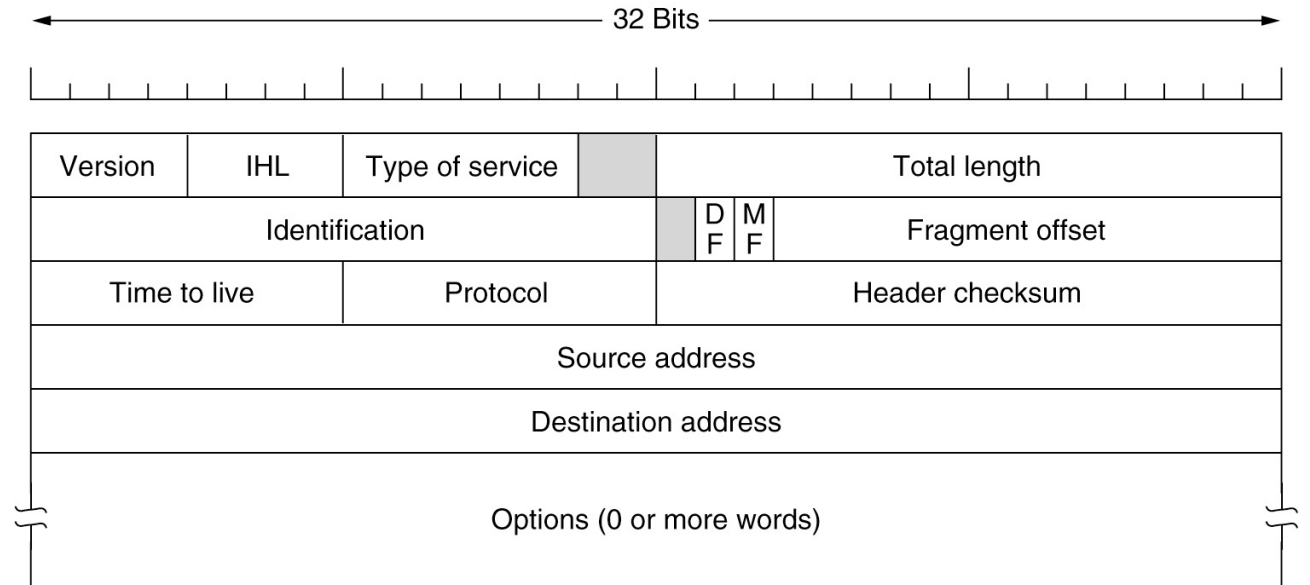 32 Bits
Version IHL Type of service Total length
Identification D F M F Fragment offset
Time to live Protocol Header checksum
Source address
Destination address
Options (0 or more words)